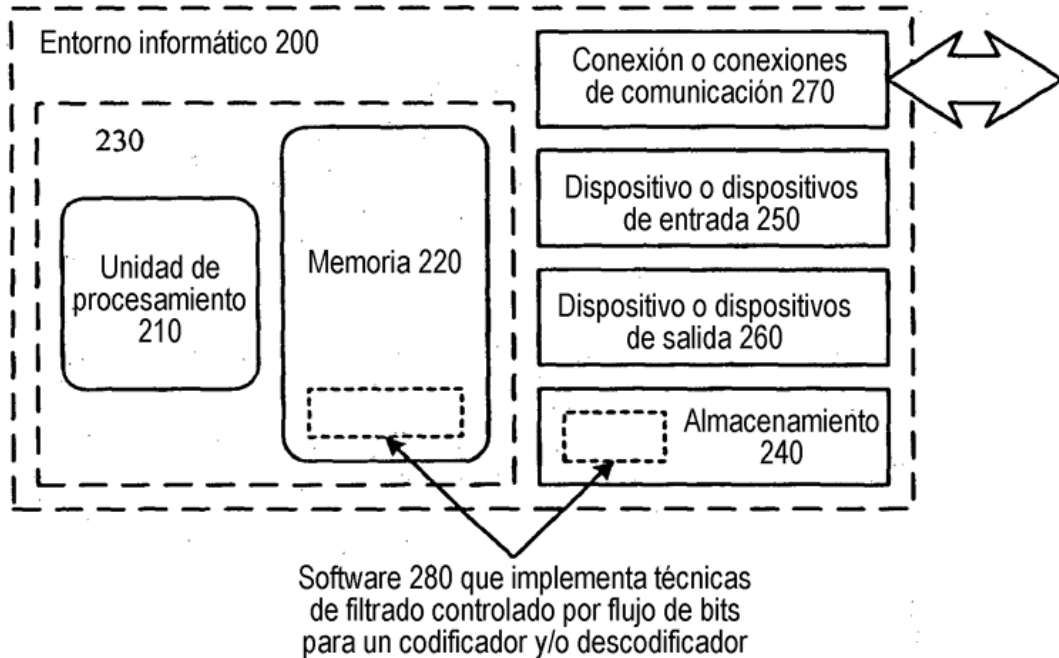 Entorno informático 200
230
Unidad de
procesamiento
210
Memoria 220
Conexión o conexiones
de comunicación 270
Dispositivo o dispositivos
de entrada 250
Dispositivo o dispositivos
de salida 260
Almacenamiento
240
Software 280 que implementa técnicas
de filtrado controlado por flujo de bits
para un codificador y/o descodificador